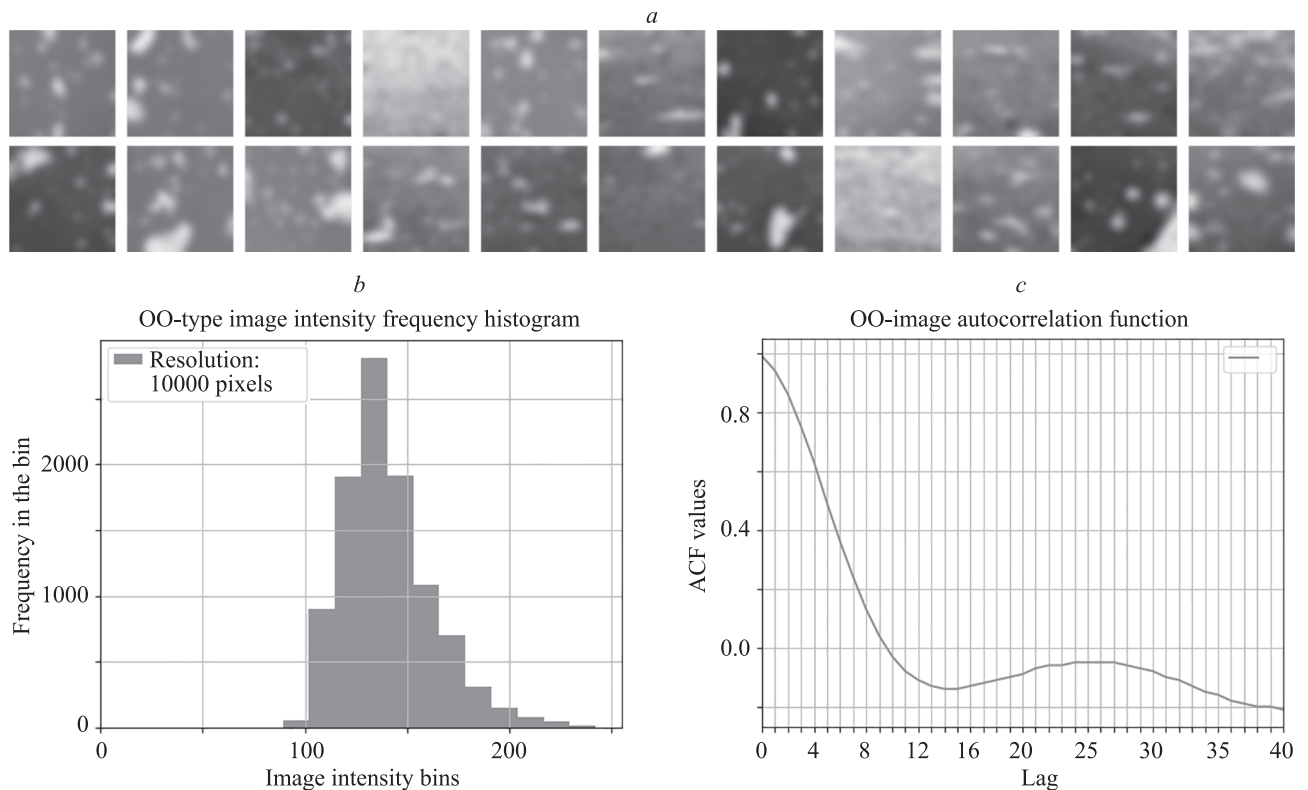 a
b
c
OO-type image intensity frequency histogram
Resolution:
10000 pixels
Frequency in the bin
2000
1000
0
0
100
200
Image intensity bins
OO-image autocorrelation function
ACF values
0.8
0.4
0.0
0
4
8
12
16
20
25
30
35
40
Lag